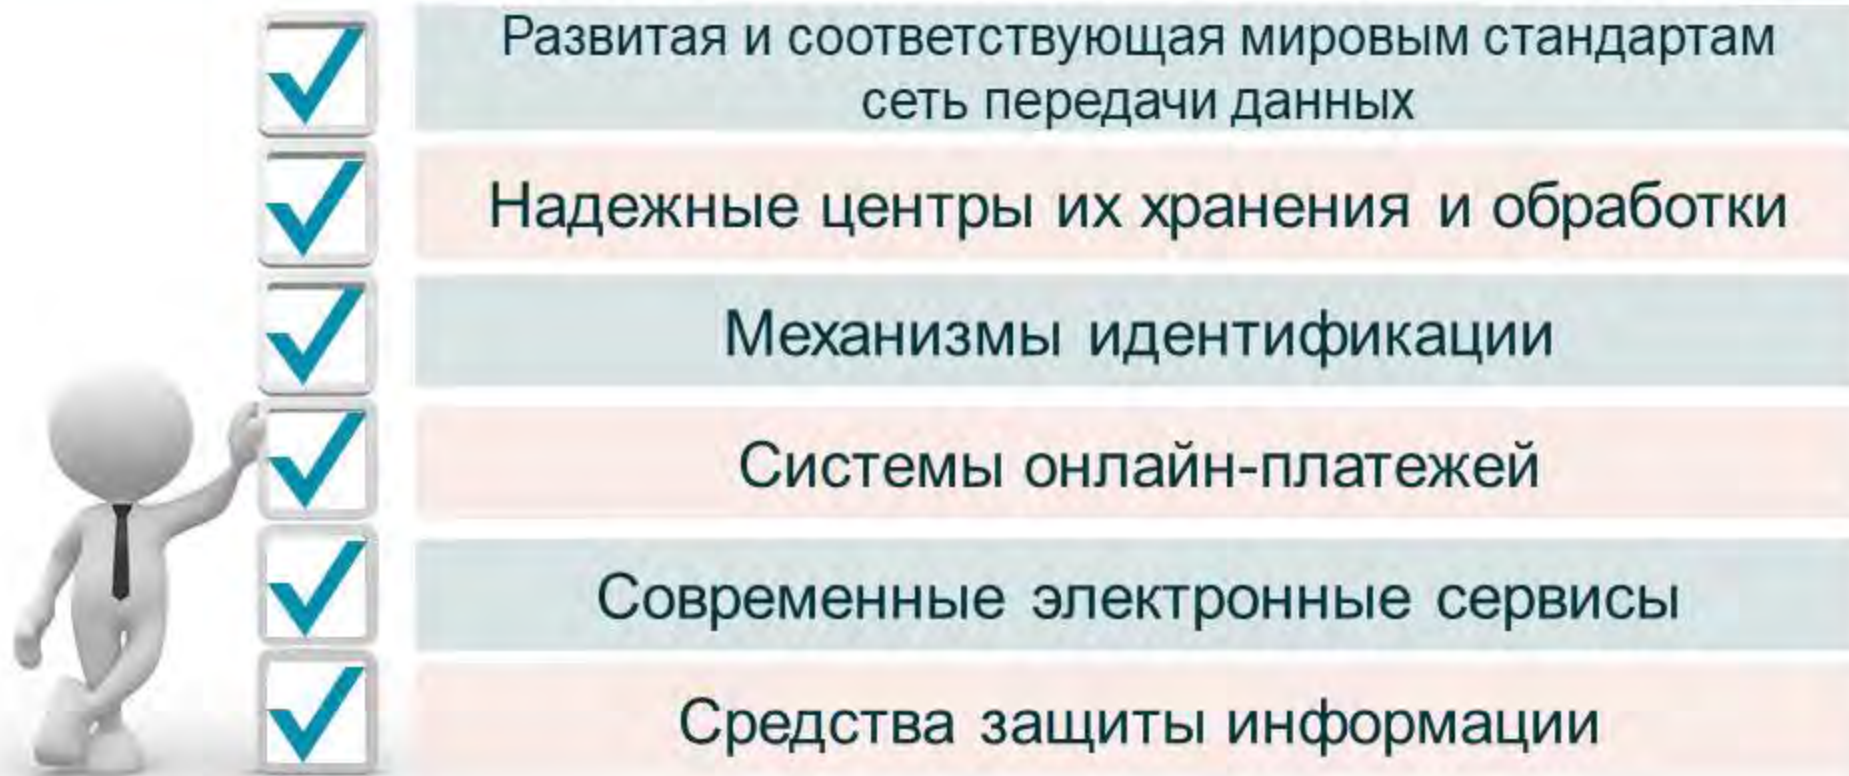 Развитая и соответствующая мировым стандартам
сеть передачи данных
Надежные центры их хранения и обработки
Механизмы идентификации
Системы онлайн-платежей
Современные электронные сервисы
Средства защиты информации